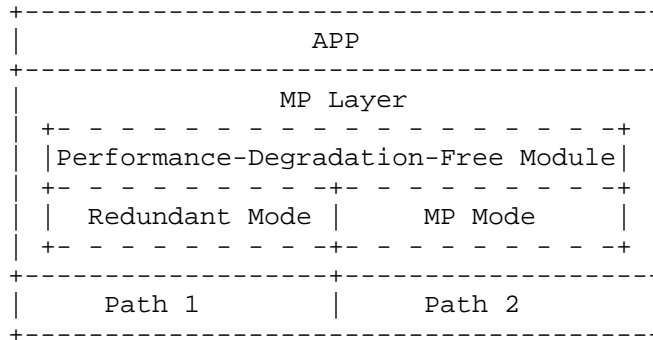 APP
MP Layer
Performance-Degradation-Free Module
Redundant Mode | MP Mode
Path 1 | Path 2